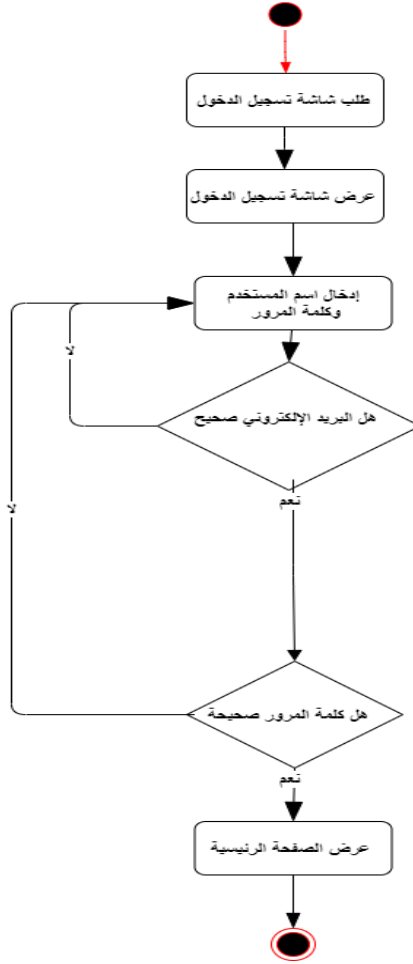 طلب شاشة تسجيل الدخول
عرض شاشة تسجيل الدخول
إدخال اسم المستخدم
وكلمة المرور
لا
هل البريد الإلكتروني صحيح
نعم
لا
هل كلمة المرور صحيحة
نعم
عرض الصفحة الرئيسية